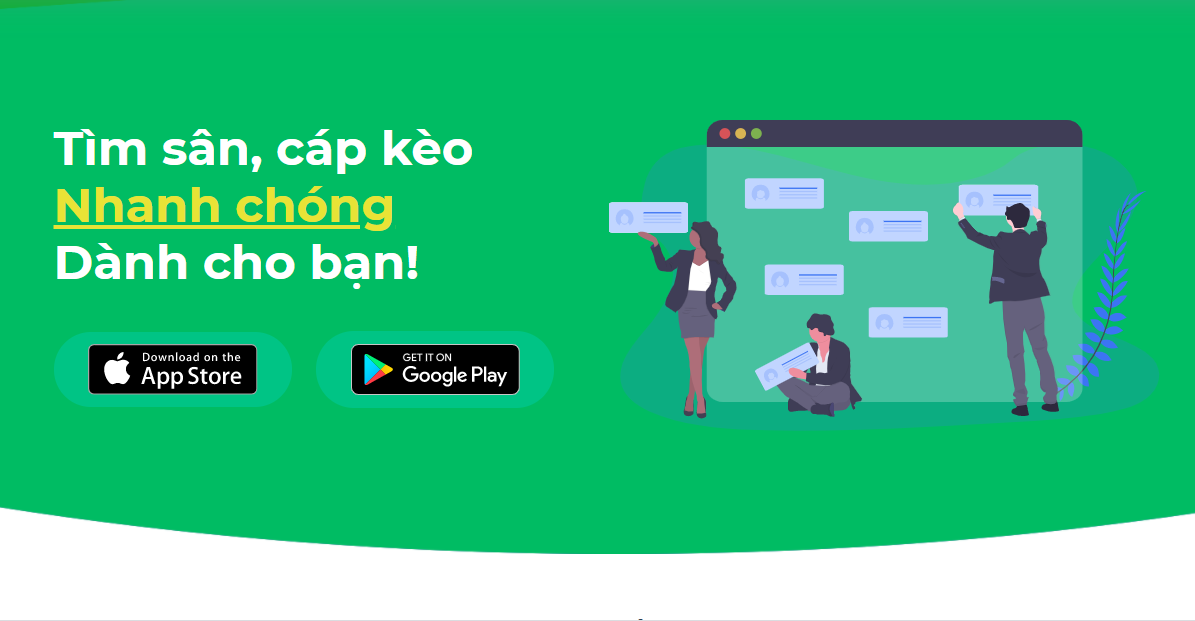 Tìm sân, cáp kèo
Nhanh chóng
Dành cho bạn!
Download on the
App Store
GET IT ON
Google Play